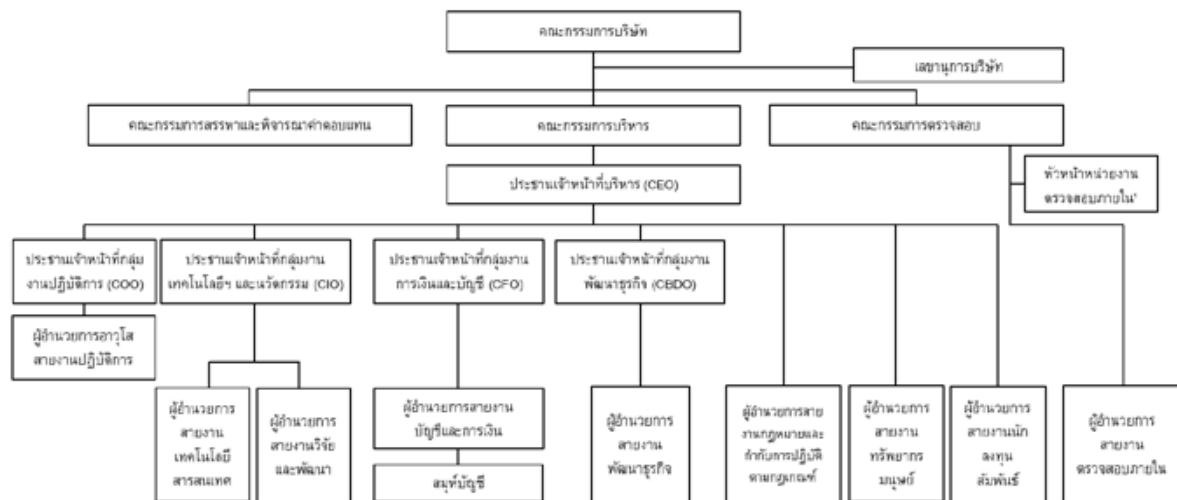 คณะกรรมการบริษัท
เลขานุการบริษัท
คณะกรรมการสรรหาและพิจารณาค่าตอบแทน
คณะกรรมการบริหาร
คณะกรรมการตรวจสอบ
หัวหน้าหน่วยงาน
ตรวจสอบภายใน'
ประธานเจ้าหน้าที่บริหาร (CEO)
ประธานเจ้าหน้าที่กลุ่ม
งานปฏิบัติการ (COO)
ประธานเจ้าหน้าที่กลุ่มงาน
เทคโนโลยีฯ และนวัตกรรม (CIO)
ประธานเจ้าหน้าที่กลุ่มงาน
การเงินและบัญชี (CFO)
ประธานเจ้าหน้าที่กลุ่มงาน
พัฒนาธุรกิจ (CBDO)
ผู้อำนวยการอาวุโส
สายงานปฏิบัติการ
ผู้อำนวยการ
สายงาน
เทคโนโลยี
สารสนเทศ
ผู้อำนวยการ
สายงานวิจัย
และพัฒนา
ผู้อำนวยการสายงาน
บัญชีและการเงิน
สมุห์บัญชี
ผู้อำนวยการ
สายงาน
พัฒนาธุรกิจ
ผู้อำนวยการสาย
งานกฎหมายและ
กำกับการปฏิบัติ
ตามกฎเกณฑ์
ผู้อำนวยการ
สายงาน
ทรัพยากร
มนุษย์
ผู้อำนวยการ
สายงานนัก
ลงทุน
สัมพันธ์
ผู้อำนวยการ
สายงาน
ตรวจสอบภายใน